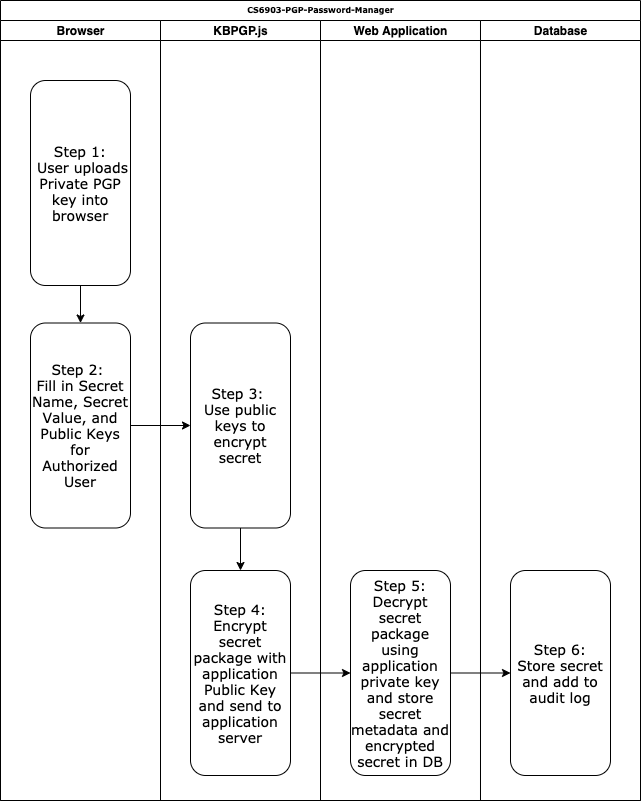 CS6903-PGP-Password-Manager
Browser
KBPGP.js
Web Application
Database
Step 1:
User uploads
Private PGP
key into
browser
Step 2:
Fill in Secret
Name, Secret
Value, and
Public Keys
for
Authorized
User
Step 3:
Use public
keys to
encrypt
secret
Step 4:
Encrypt
secret
package with
application
Public Key
and send to
application
server
Step 5:
Decrypt
secret
package
using
application
private key
and store
secret
metadata and
encrypted
secret in DB
Step 6:
Store secret
and add to
audit log